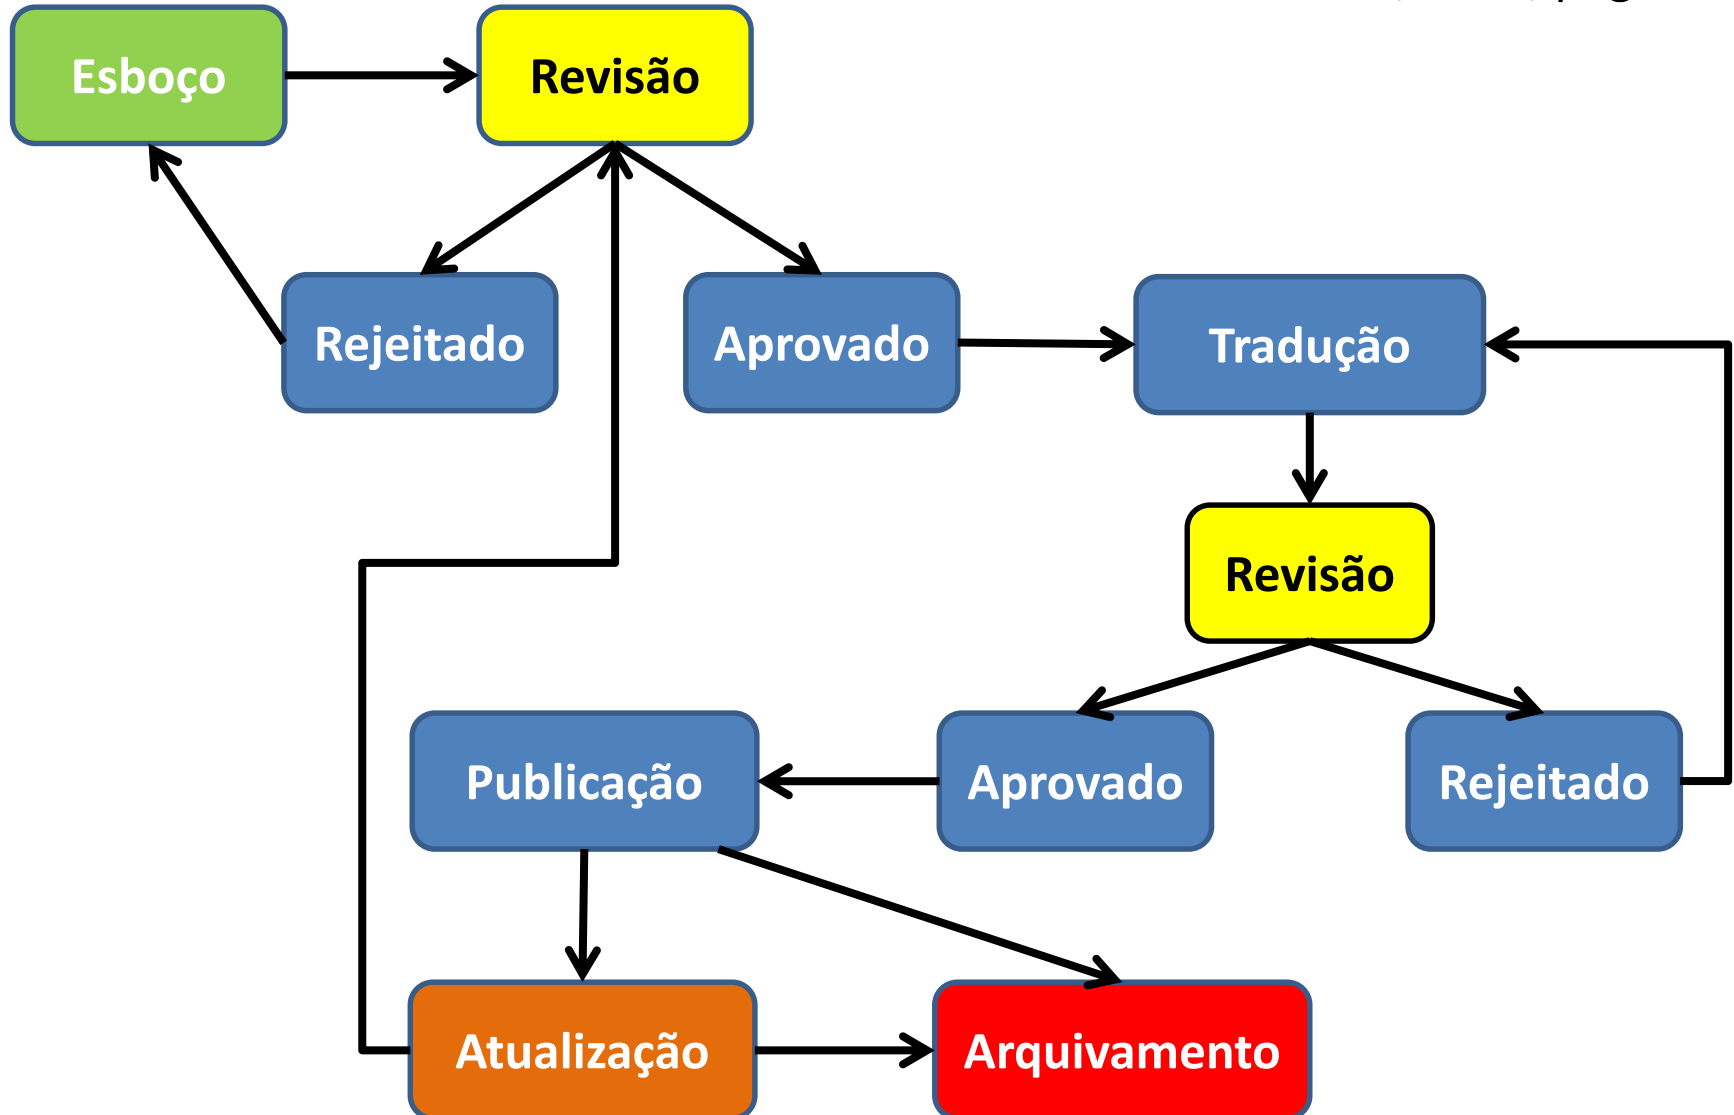 Esboço
Revisão
Rejeitado
Aprovado
Tradução
Revisão
Publicação
Aprovado
Rejeitado
Atualização
Arquivamento